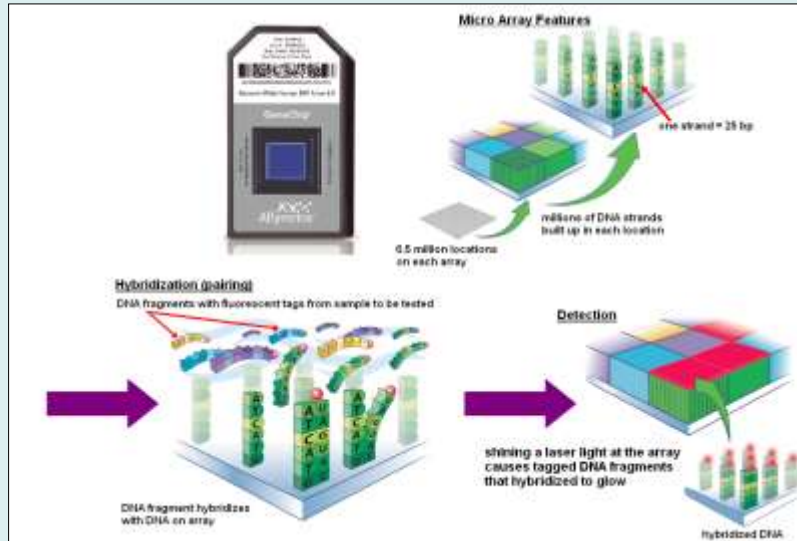 Micro Array Features
GeneChip
Affymetrix
one strand = 25 bp
millions of DNA strands
built up in each location
6.5 million locations
on each array
Hybridization (pairing)
DNA fragments with fluorescent tags from sample to be tested
Detection
A
T
C
A
T
A
T
C
A
T
shining a laser light at the array
causes tagged DNA fragments
that hybridized to glow
DNA fragment hybridizes
with DNA on array
hybridized DNA